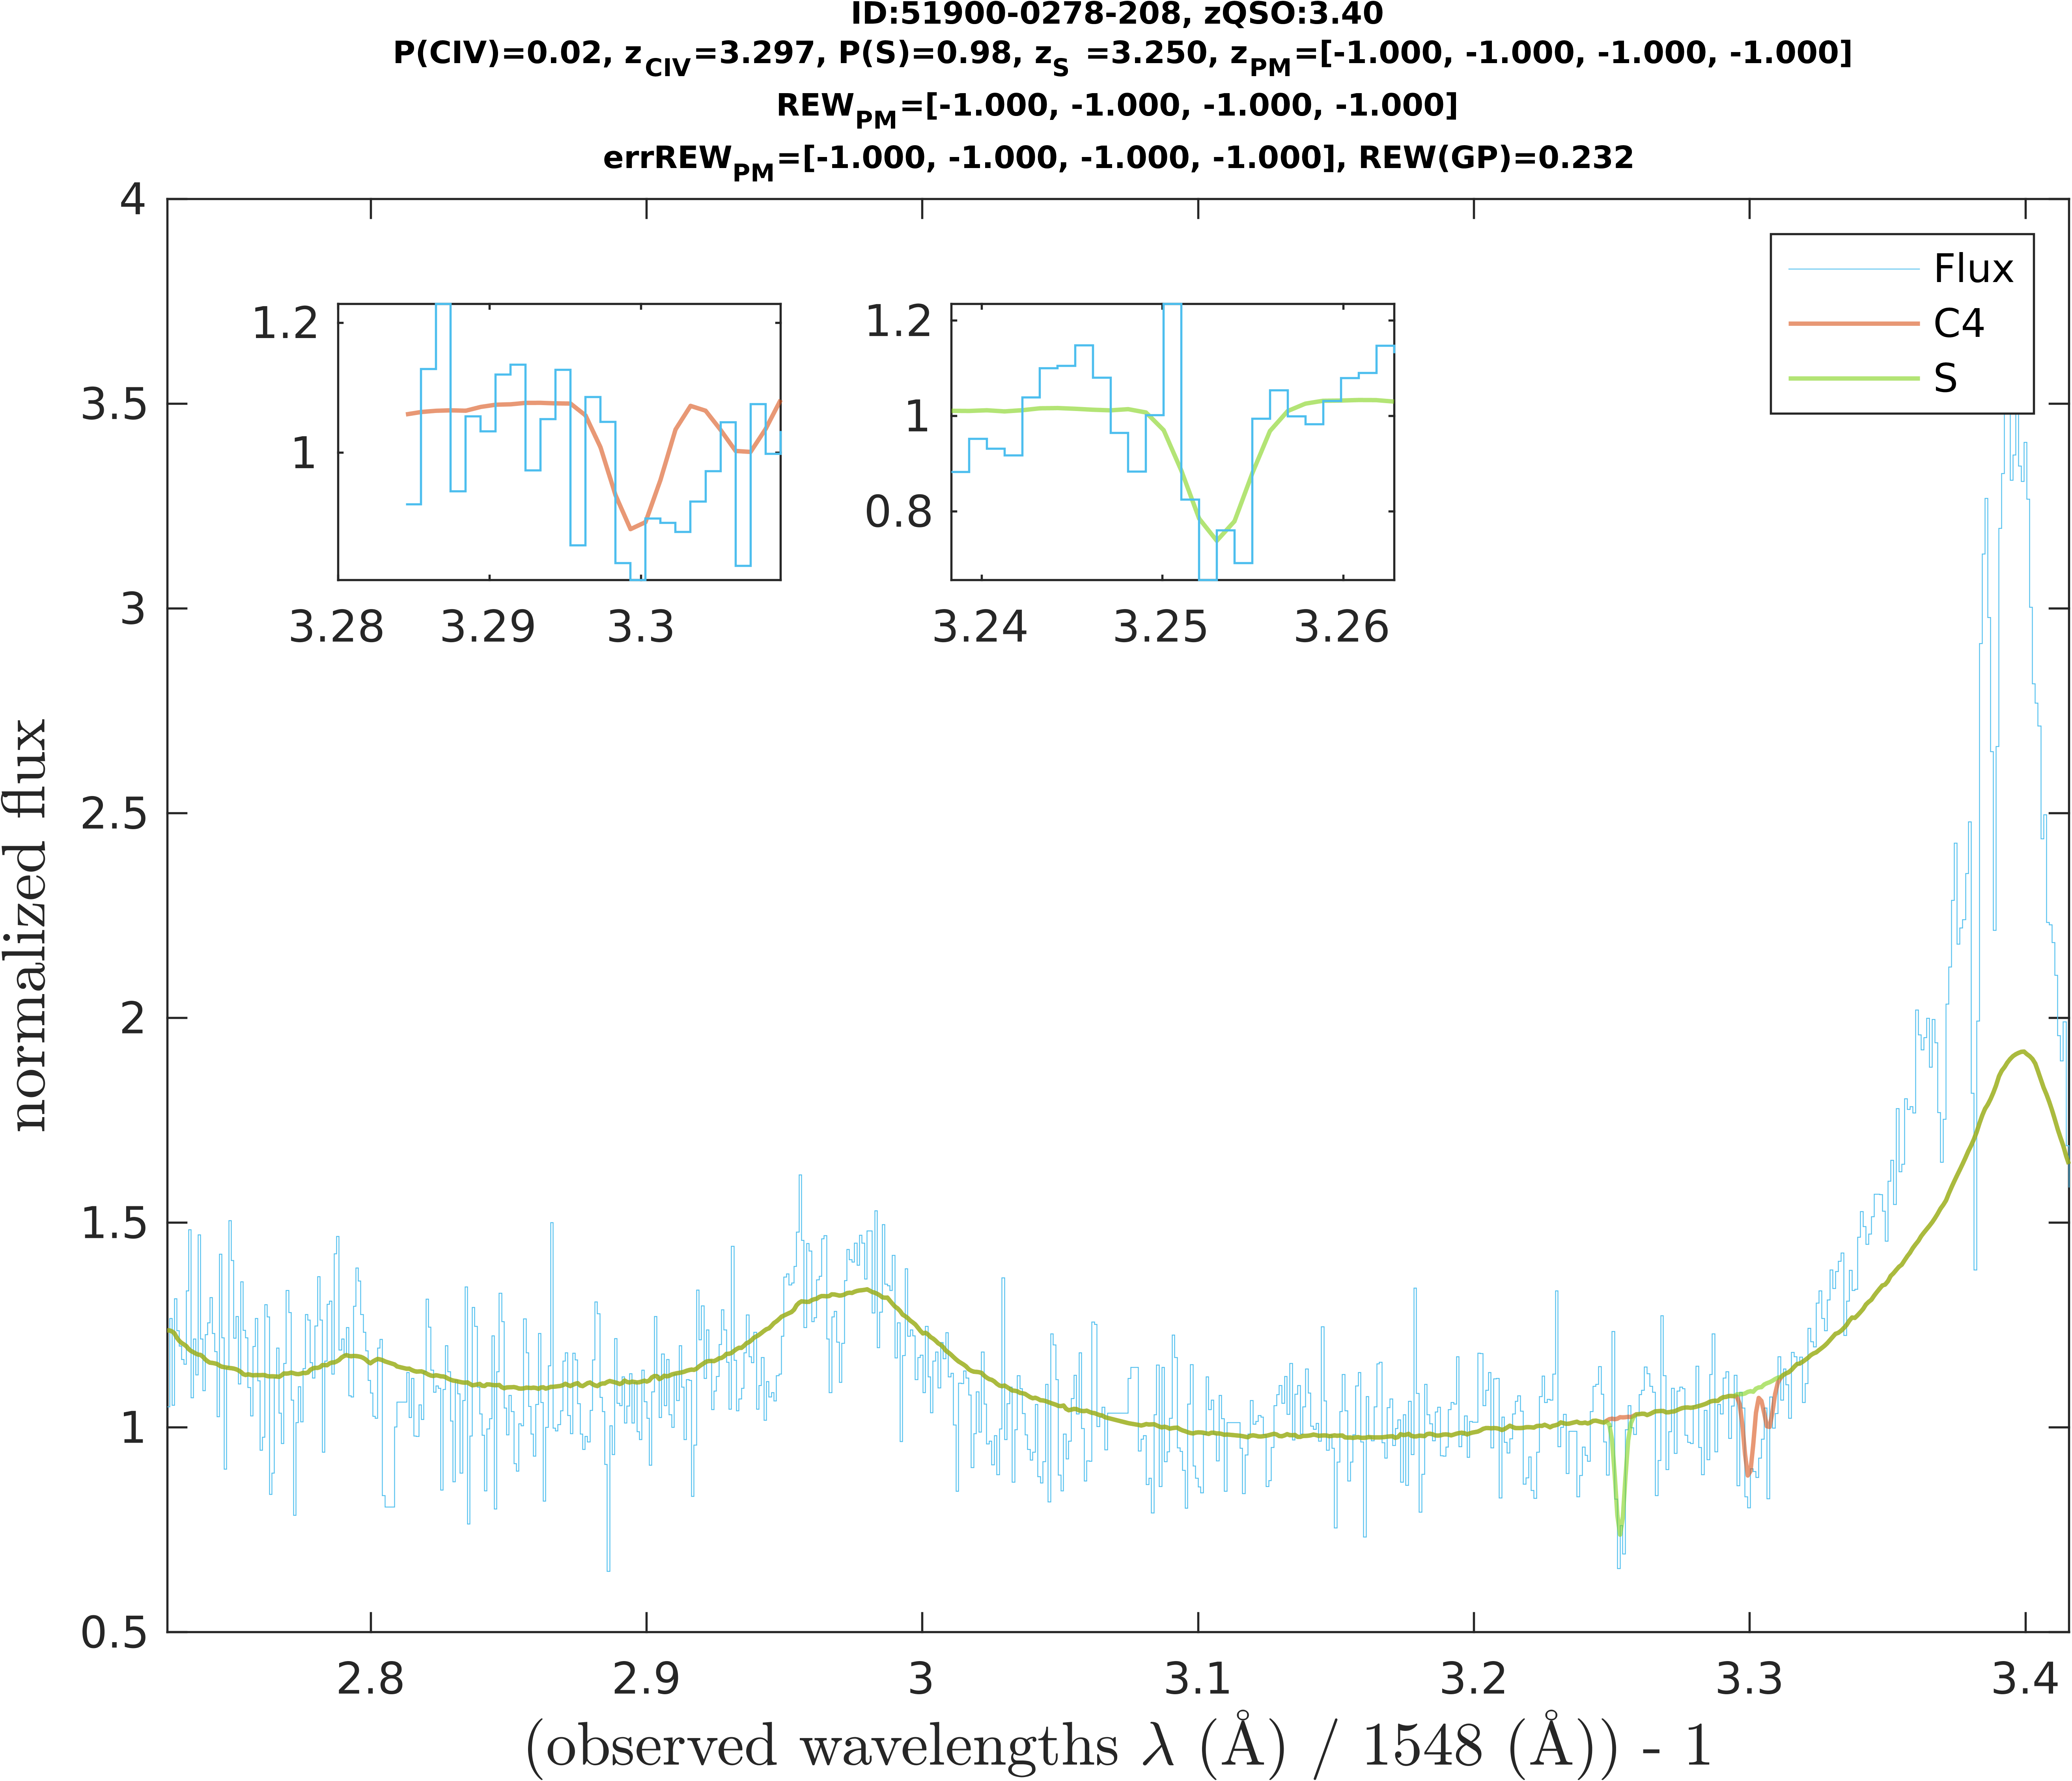 ID:51900-0278-208, zQSO:3.40
P(CIV)=0.02, zCIV=3.297, P(S)=0.98, zS =3.250, zPM=[-1.000, -1.000, -1.000, -1.000]
REWPM=[-1.000, -1.000, -1.000, -1.000]
errREWPM=[-1.000, -1.000, -1.000, -1.000], REW(GP)=0.232
4
3.5
3
2.5
2
1.5
1
0.5
normalized flux
1.2
1
3.28 3.29 3.3
1.2
1
0.8
3.24 3.25 3.26
Flux
C4
S
2.8 2.9 3 3.1 3.2 3.3 3.4
(observed wavelengths λ (Å) / 1548 (Å)) - 1